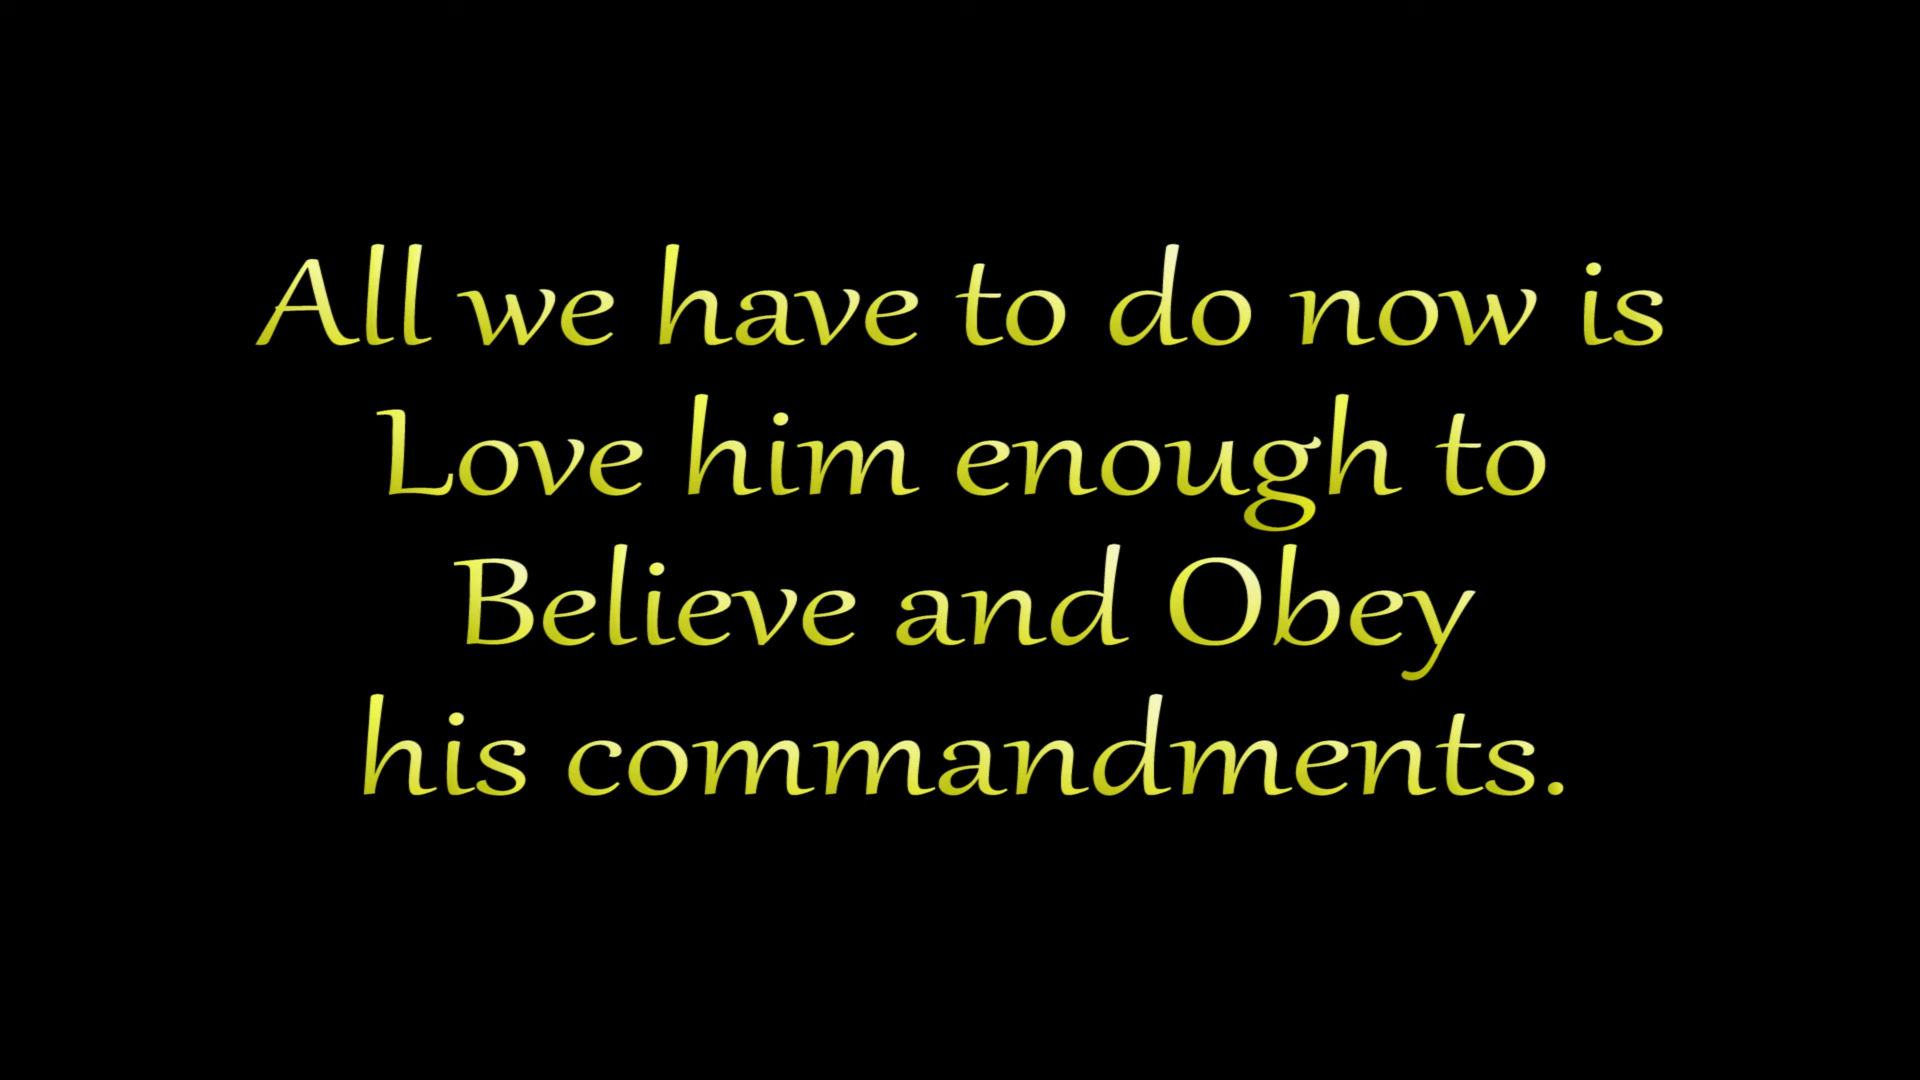 All we have to do now is
Love him enough to
Believe and Obey
his commandments.